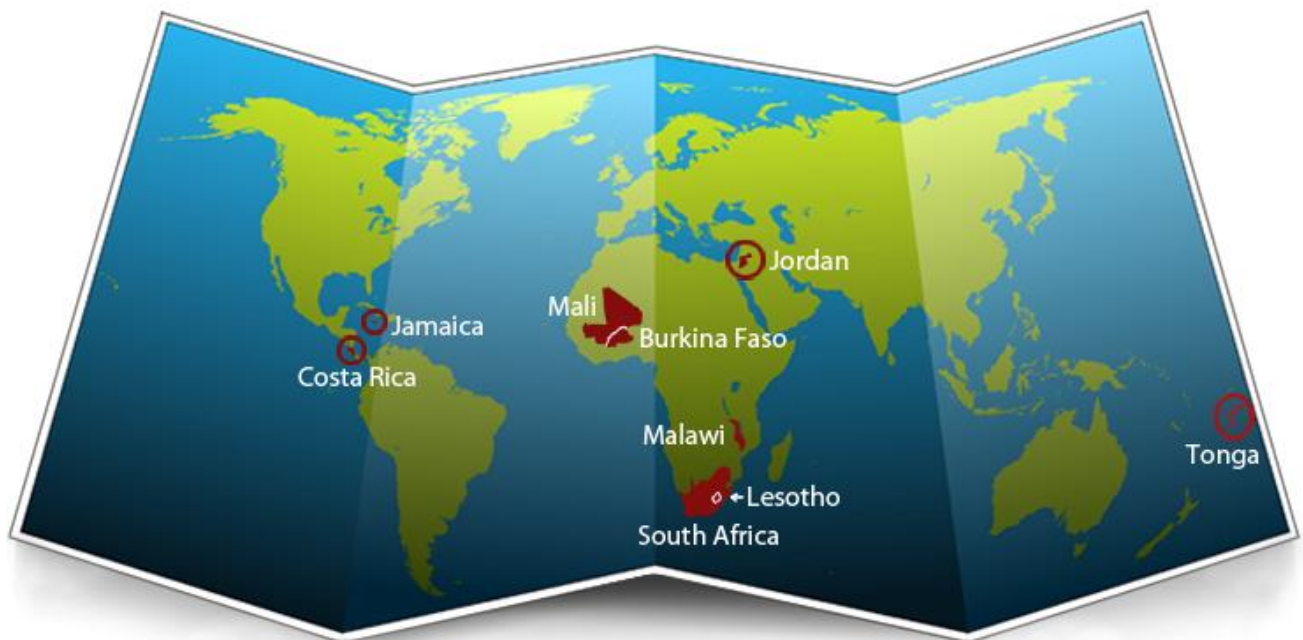 Jordan
Mali
Jamaica
Burkina Faso
Costa Rica
Malawi
Tonga
Lesotho
South Africa